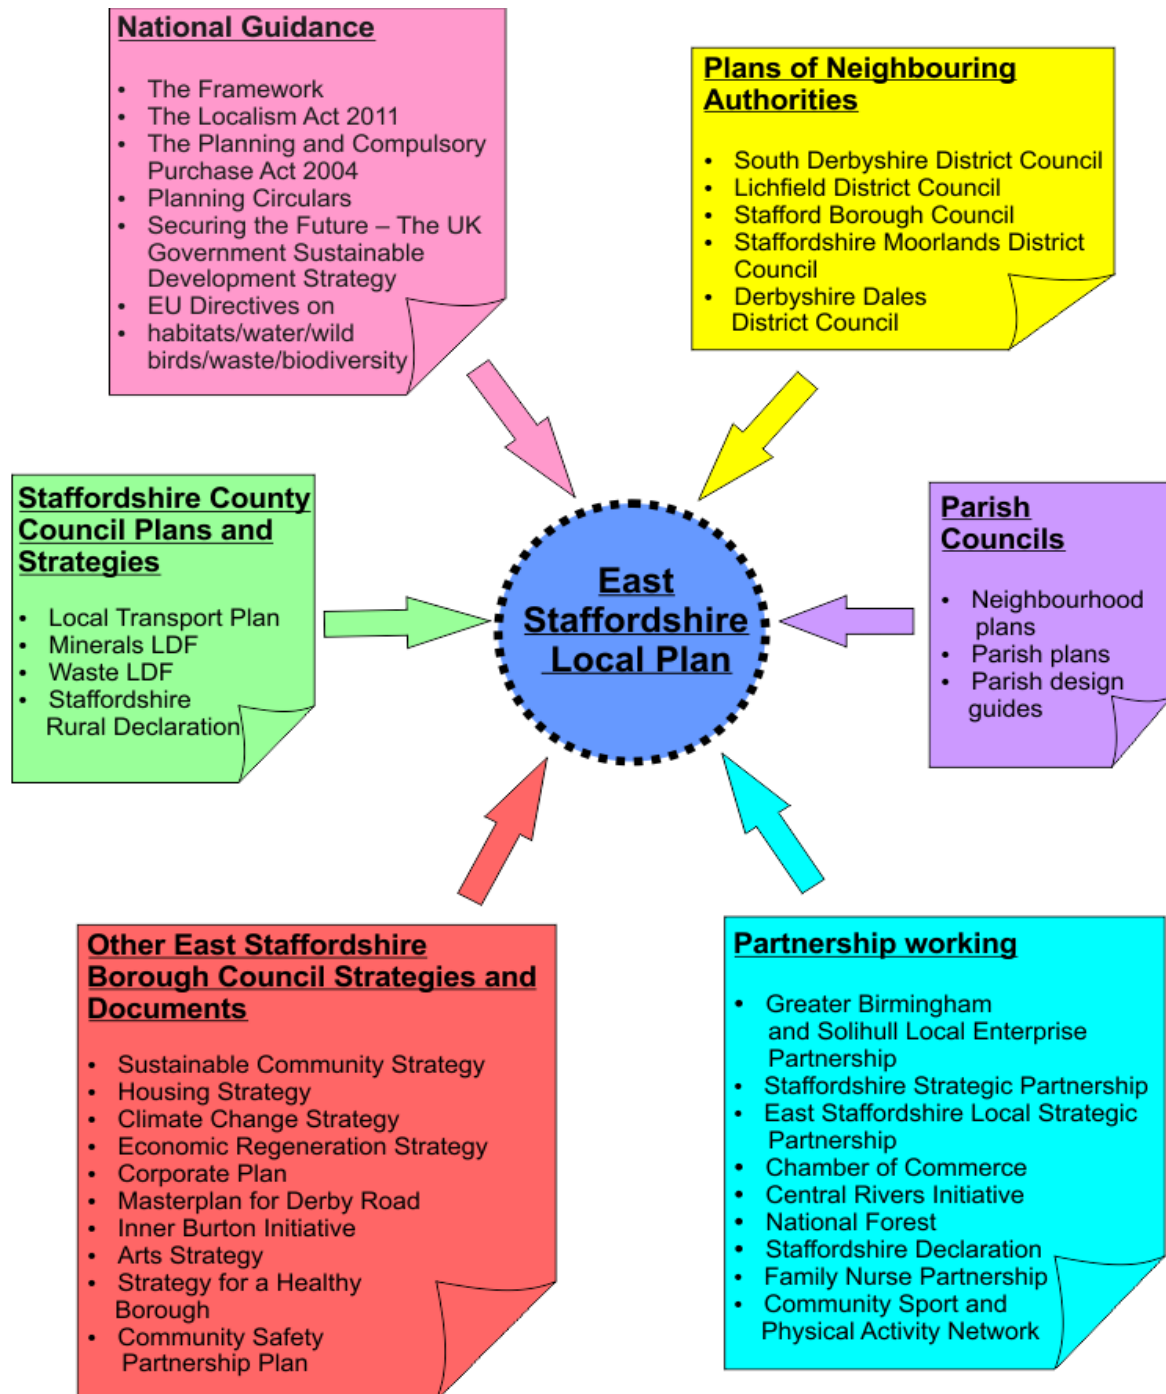 National Guidance
• The Framework
• The Localism Act 2011
• The Planning and Compulsory
Purchase Act 2004
• Planning Circulars
• Securing the Future – The UK
Government Sustainable
Development Strategy
• EU Directives on
• habitats/water/wild
birds/waste/biodiversity
Plans of Neighbouring
Authorities
• South Derbyshire District Council
• Lichfield District Council
• Stafford Borough Council
• Staffordshire Moorlands District
Council
• Derbyshire Dales
District Council
Staffordshire County
Council Plans and
Strategies
• Local Transport Plan
• Minerals LDF
• Waste LDF
• Staffordshire
Rural Declaration
East
Staffordshire
Local Plan
Parish
Councils
• Neighbourhood
plans
• Parish plans
• Parish design
guides
Other East Staffordshire
Borough Council Strategies and
Documents
• Sustainable Community Strategy
• Housing Strategy
• Climate Change Strategy
• Economic Regeneration Strategy
• Corporate Plan
• Masterplan for Derby Road
• Inner Burton Initiative
• Arts Strategy
• Strategy for a Healthy
Borough
• Community Safety
Partnership Plan
Partnership working
• Greater Birmingham
and Solihull Local Enterprise
Partnership
• Staffordshire Strategic Partnership
• East Staffordshire Local Strategic
Partnership
• Chamber of Commerce
• Central Rivers Initiative
• National Forest
• Staffordshire Declaration
• Family Nurse Partnership
• Community Sport and
Physical Activity Network